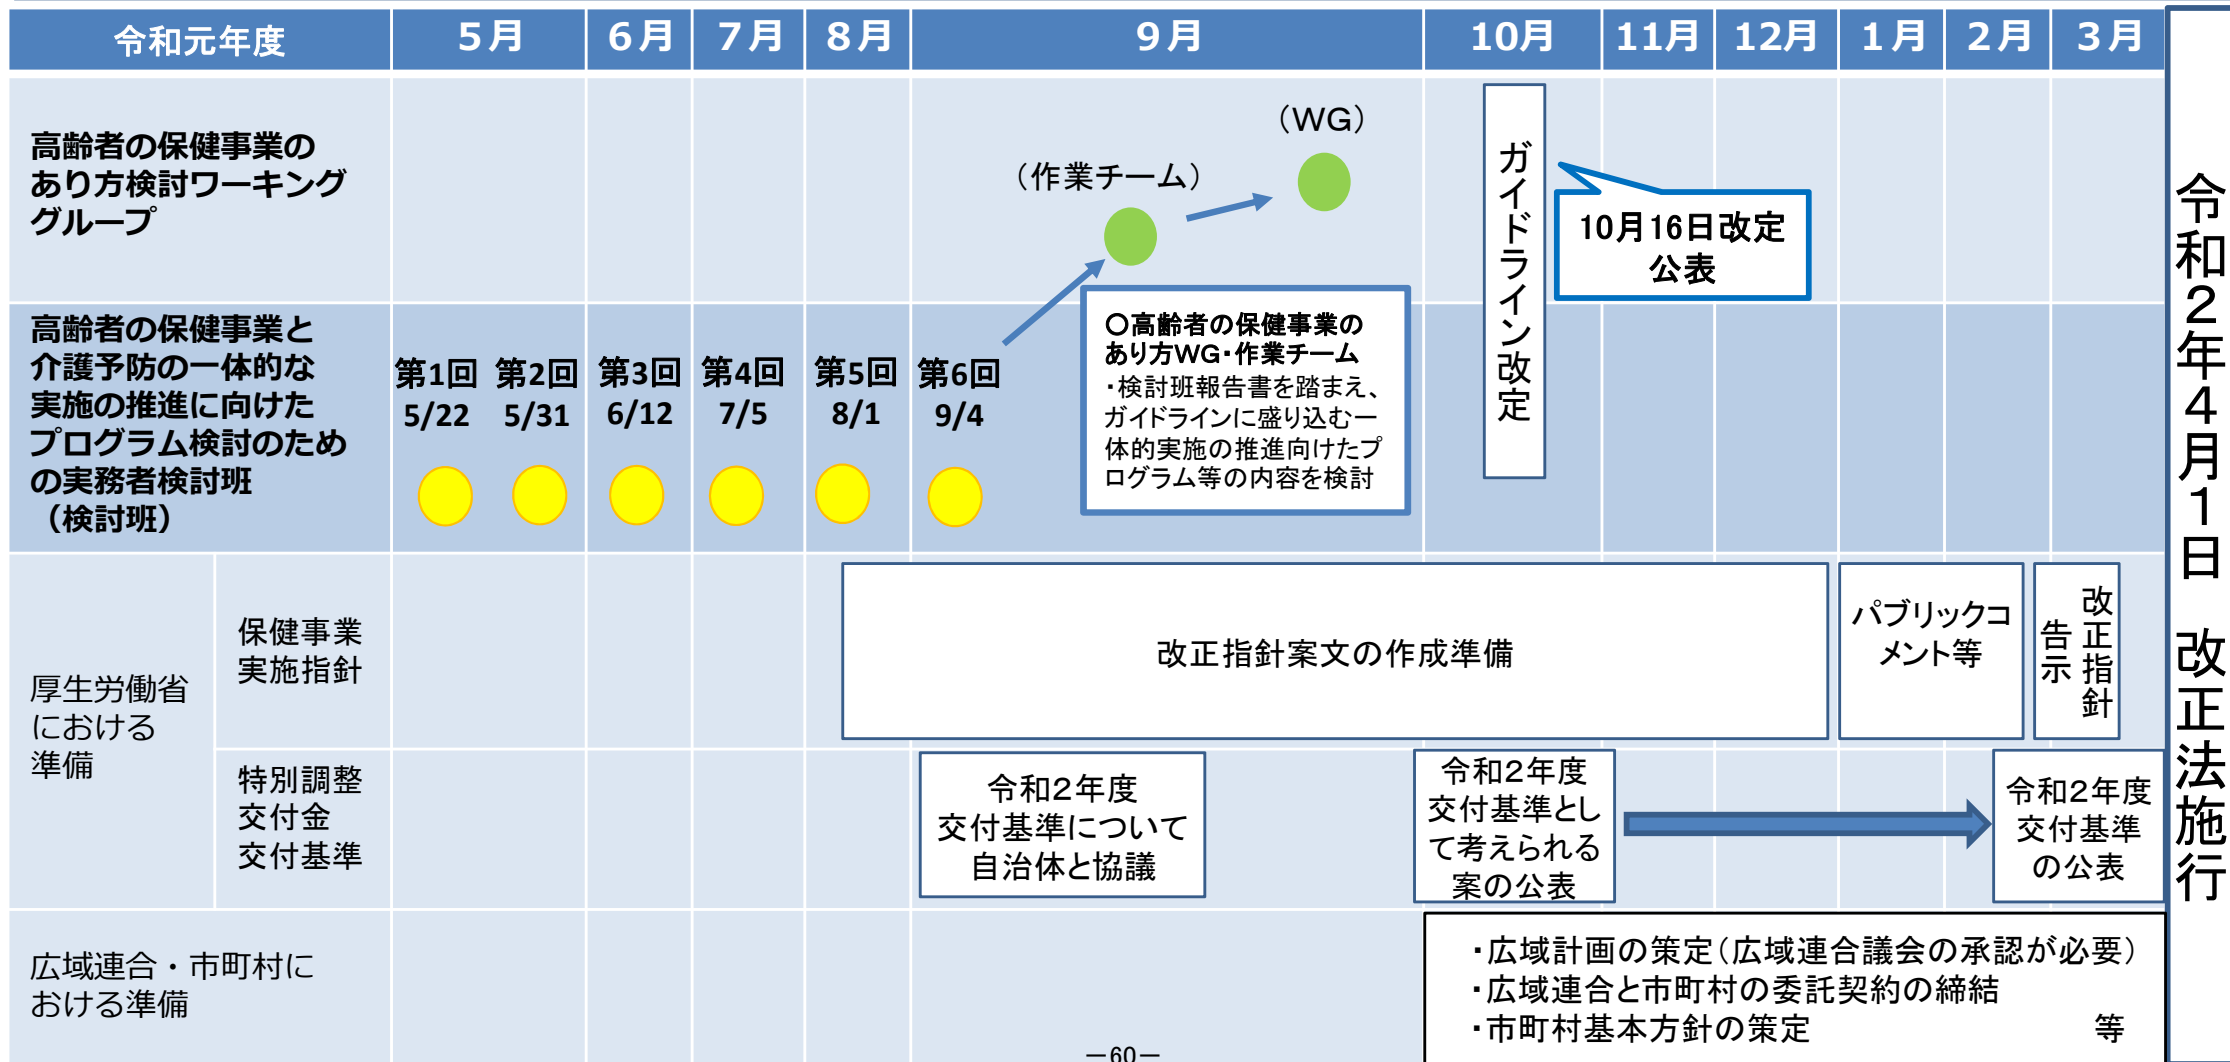 令和元年度
5月
6月
7月
8月
9月
10月
11月
12月
1月
2月
3月
高齢者の保健事業の
あり方検討ワーキング
グループ
(作業チーム)
(WG)
ガイドライン改定
10月16日改定
公表
高齢者の保健事業と
介護予防の一体的な
実施の推進に向けた
プログラム検討のため
の実務者検討班
(検討班)
第1回
5/22
第2回
5/31
第3回
6/12
第4回
7/5
第5回
8/1
第6回
9/4
○高齢者の保健事業の
あり方WG・作業チーム
・検討班報告書を踏まえ、
ガイドラインに盛り込む一
体的実施の推進向けたプ
ログラム等の内容を検討
厚生労働省
における
準備
保健事業
実施指針
改正指針案文の作成準備
パブリックコ
メント等
改正指針
告示
特別調整
交付金
交付基準
令和2年度
交付基準について
自治体と協議
令和2年度
交付基準とし
て考えられる
案の公表
令和2年度
交付基準
の公表
広域連合・市町村に
おける準備
・広域計画の策定(広域連合議会の承認が必要)
・広域連合と市町村の委託契約の締結
・市町村基本方針の策定 等
令和2年4月1日 改正法施行
-60-